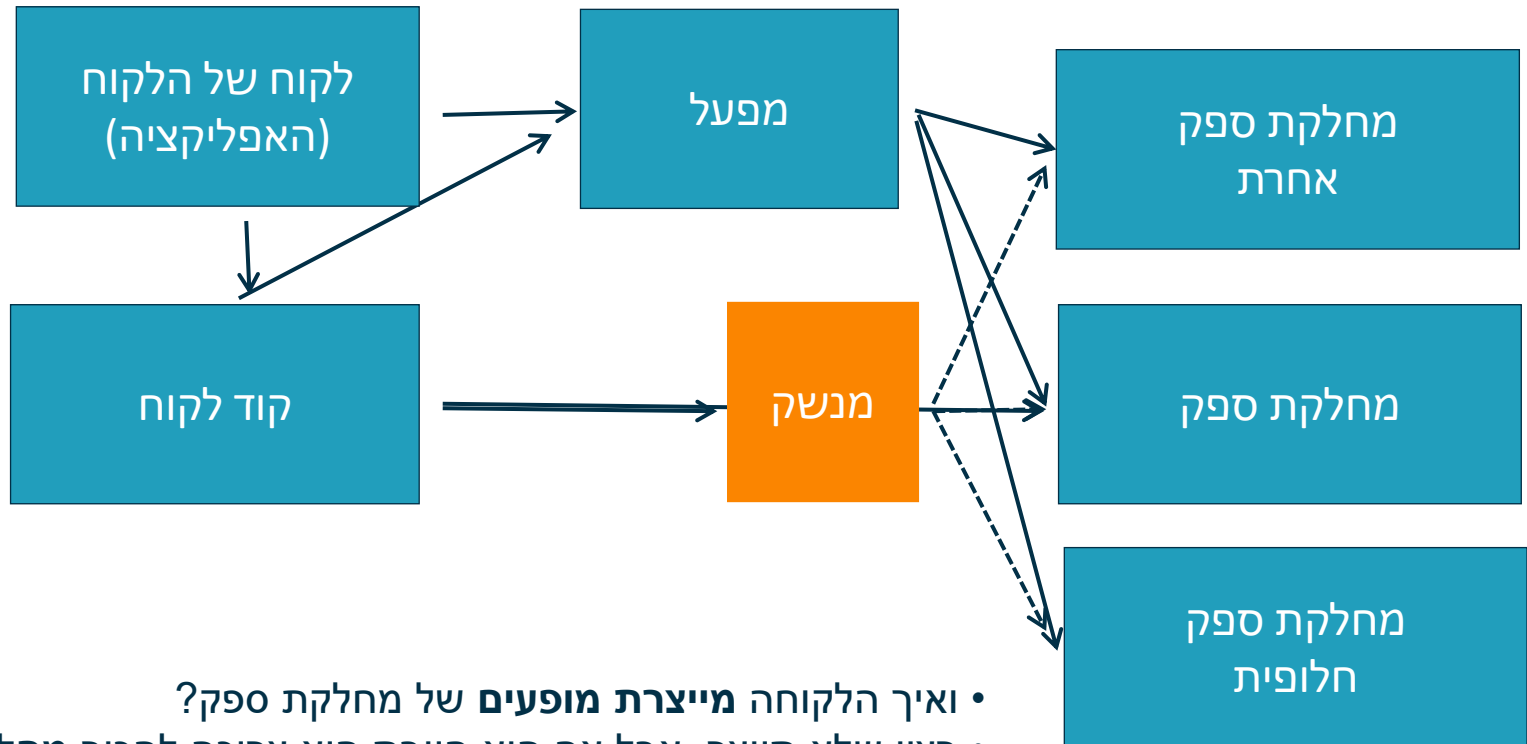 לקוח של הלקוח
(האפליקציה)
מפעל
מחלקת ספק
אחרת
קוד לקוח
מנשק
מחלקת ספק
מחלקת ספק
חלופית
• ואיך הלקוחה מייצרת מופעים של מחלקת ספק?